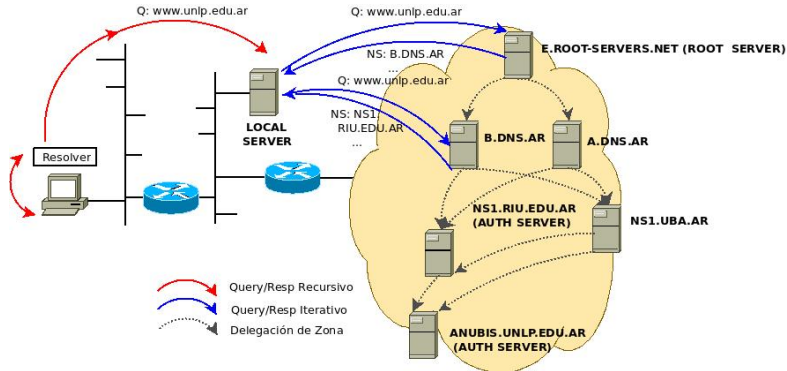 Q: www.unlp.edu.ar
Q: www.unlp.edu.ar
E.ROOT-SERVERS.NET (ROOT SERVER)
NS: B.DNS.AR
...
Q: www.unlp.edu.ar
LOCAL
SERVER
NS: NS1.
RIU.EDU.AR
...
B.DNS.AR
A.DNS.AR
Resolver
NS1.RIU.EDU.AR
(AUTH SERVER)
NS1.UBA.AR
Query/Resp Recursivo
Query/Resp Iterativo
Delegación de Zona
ANUBIS.UNLP.EDU.AR
(AUTH SERVER)